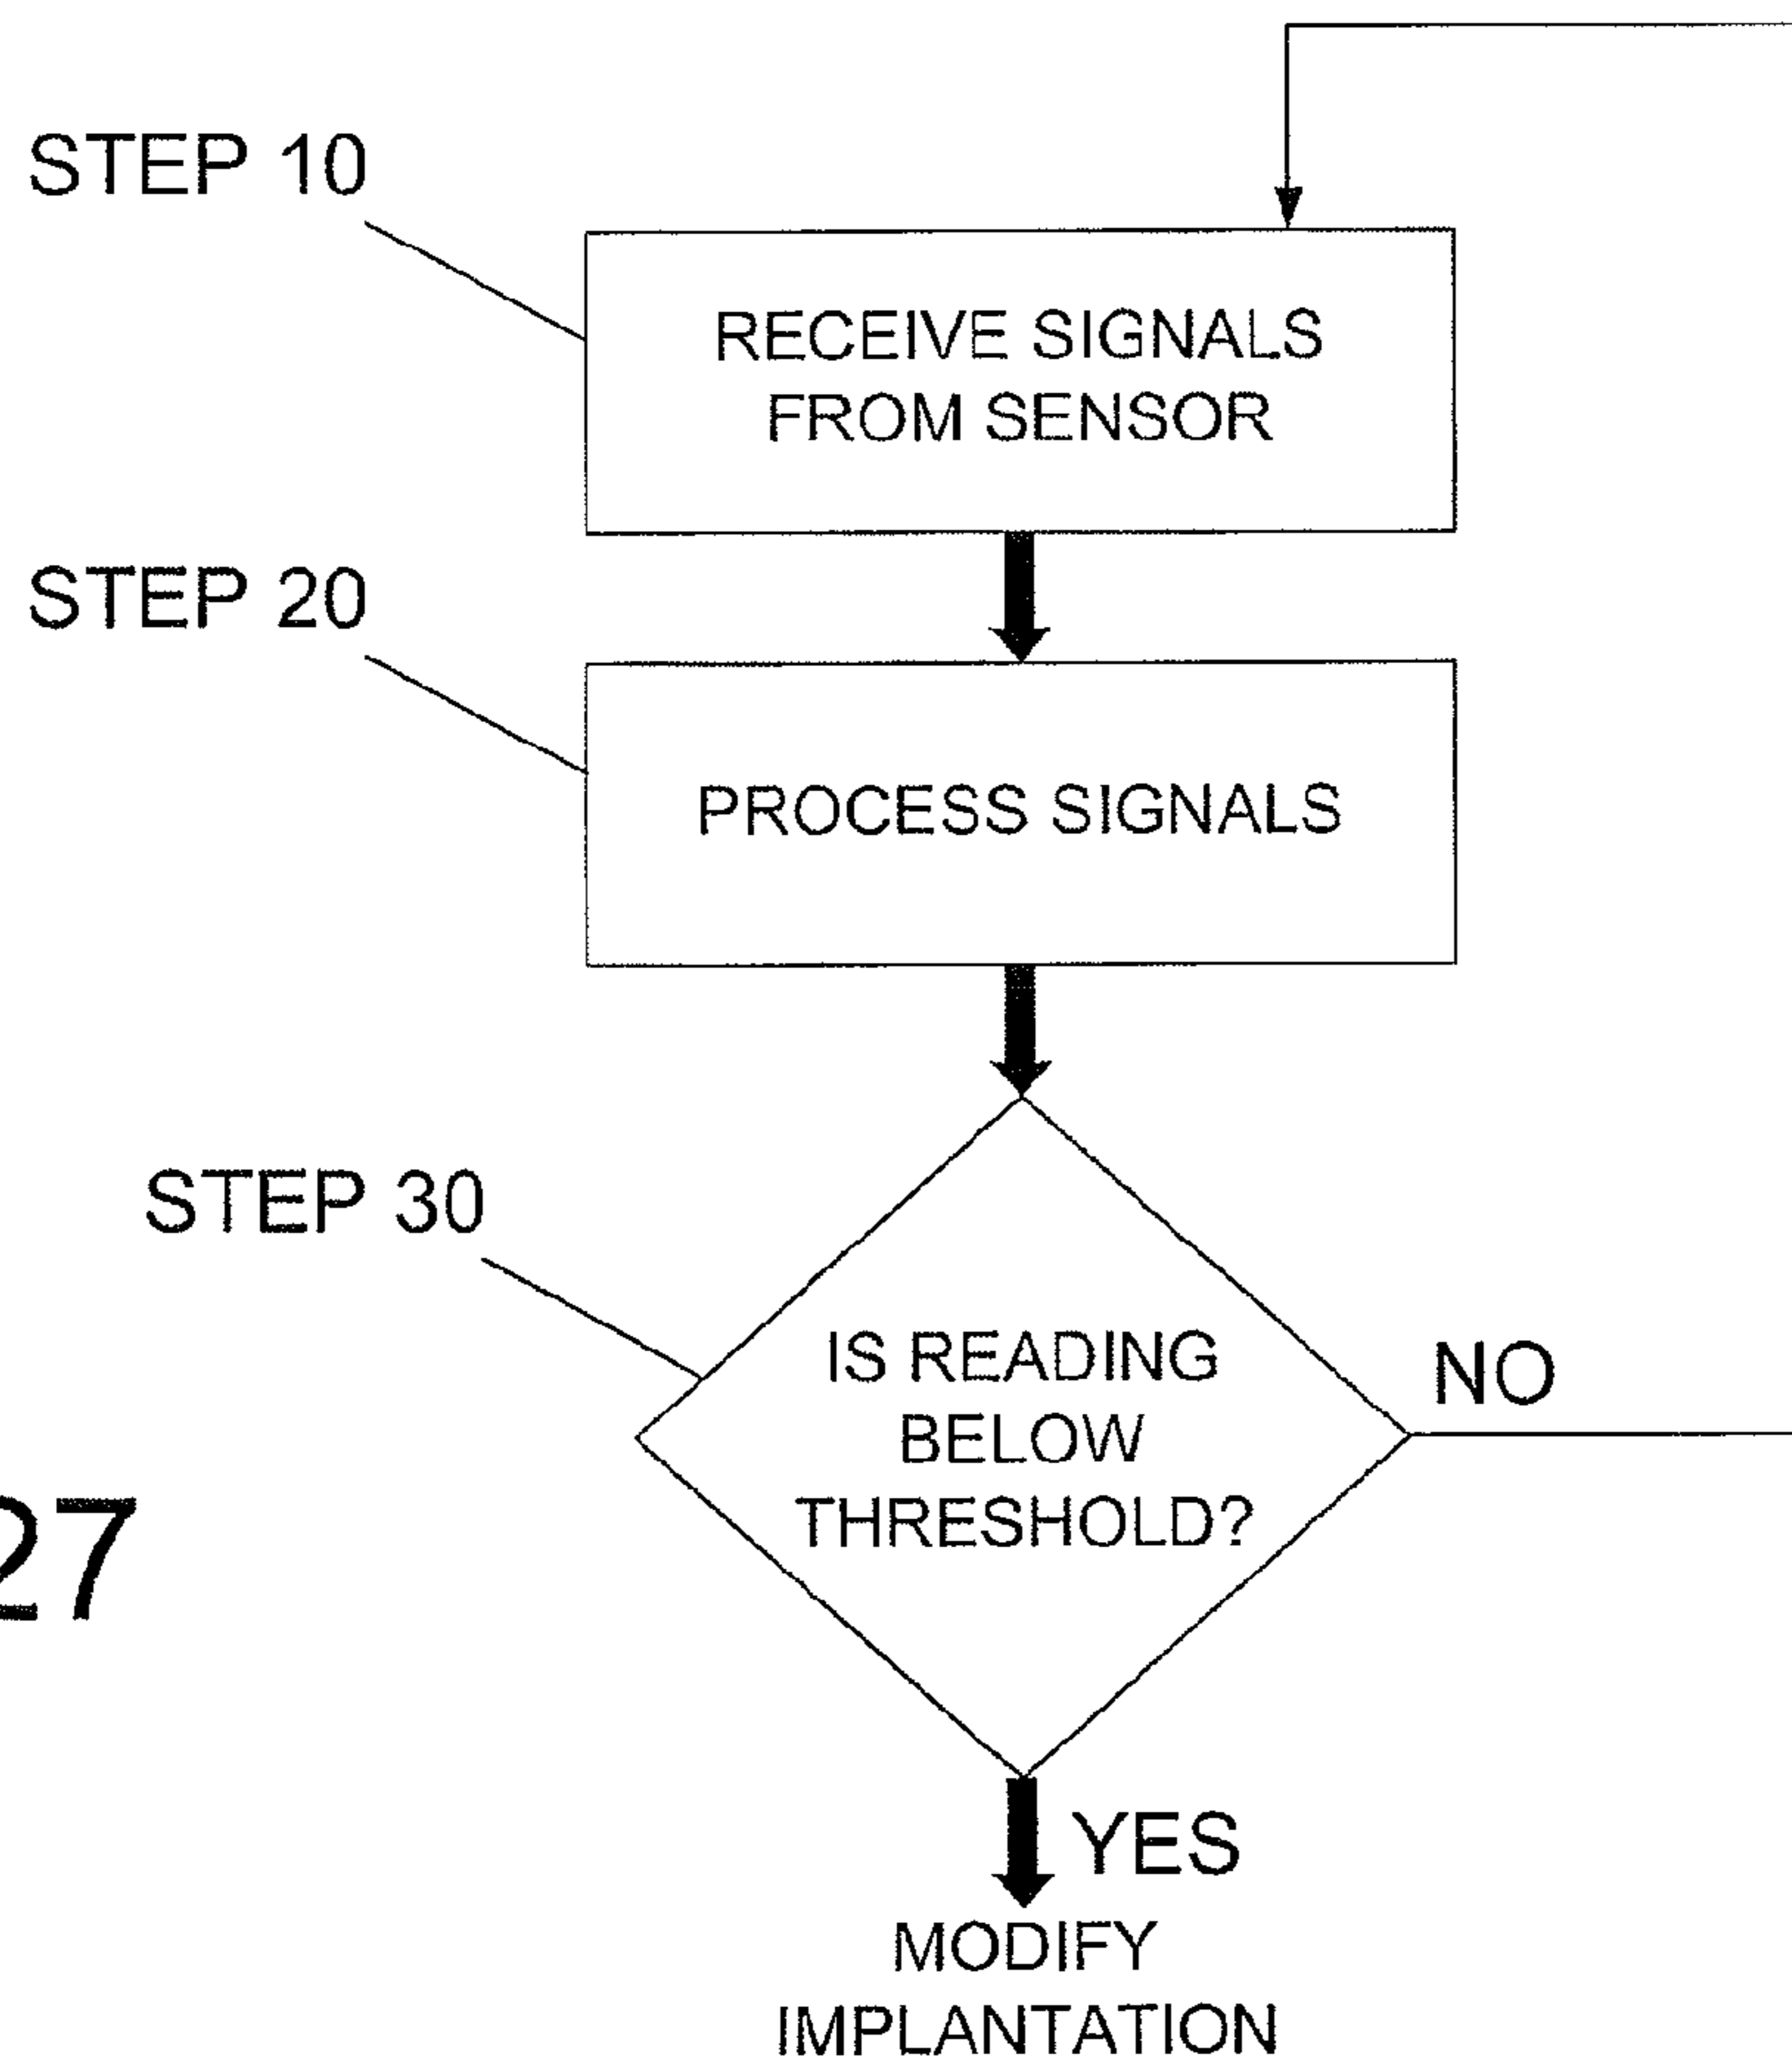 STEP 10
RECEIVE SIGNALS
FROM SENSOR
STEP 20
PROCESS SIGNALS
STEP 30
IS READING
BELOW
THRESHOLD?
NO
27
YES
MODIFY
IMPLANTATION